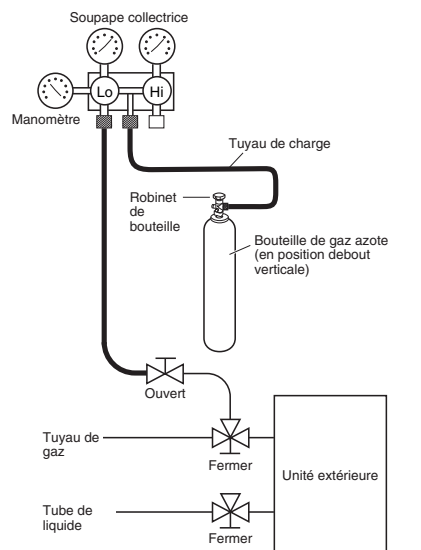 Soupape collectrice
Lo
Hi
Manomètre
Tuyau de charge
Robinet
de
bouteille
Bouteille de gaz azote
(en position debout
verticale)
Ouvert
Tuyau de
gaz
Fermer
Unité extérieure
Tube de
liquide
Fermer